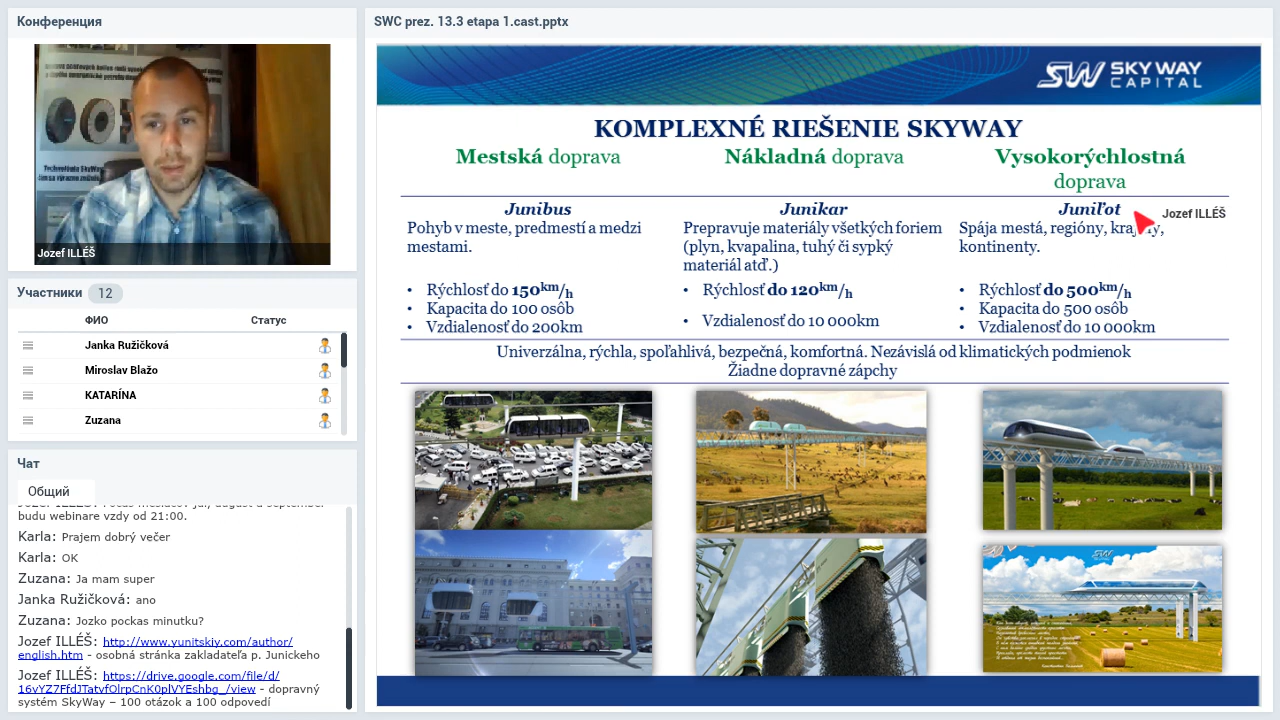 Конференция
Jozef ILLÉŠ
Участники 12
ФИО Статус
Janka Ružičková
Miroslav Blažo
KATARÍNA
Zuzana
Чат
Общий
budu webinare vzdy od 21:00.
Karla: Prajem dobrý večer
Karla: OK
Zuzana: Ja mam super
Janka Ružičková: ano
Zuzana: Jozko pockas minutku?
Jozef ILLÉŠ: http://www.yunitskiy.com/author/
english.htm - osobná stránka zakladateľa p. Junického
Jozef ILLÉŠ: https://drive.google.com/file/d/
- dopravný
systém SkyWay – 100 otázok a 100 odpovedí
SWC prez. 13.3 etapa 1.cast.pptx
SW SKY WAY
CAPITAL
KOMPLEXNÉ RIEŠENIE SKYWAY
Mestská doprava
Nákladná doprava
Vysokorýchlostná
doprava
Junibus
Pohyb v meste, predmestí a medzi
mestami.
• Rýchlosť do 150km/h
• Kapacita do 100 osôb
• Vzdialenosť do 200km
Junikar
Prepravuje materiály všetkých foriem
(plyn, kvapalina, tuhý či sypký
materiál atď.)
• Rýchlosť do 120km/h
• Vzdialenosť do 10 000km
Juniľot
Jozef ILLÉŠ
Spája mestá, regióny,
kontinenty.
• Rýchlosť do 500km/h
• Kapacita do 500 osôb
• Vzdialenosť do 10 000km
Univerzálna, rýchla, spoľahlivá, bezpečná, komfortná. Nezávislá od klimatických podmienok
Žiadne dopravné zápchy